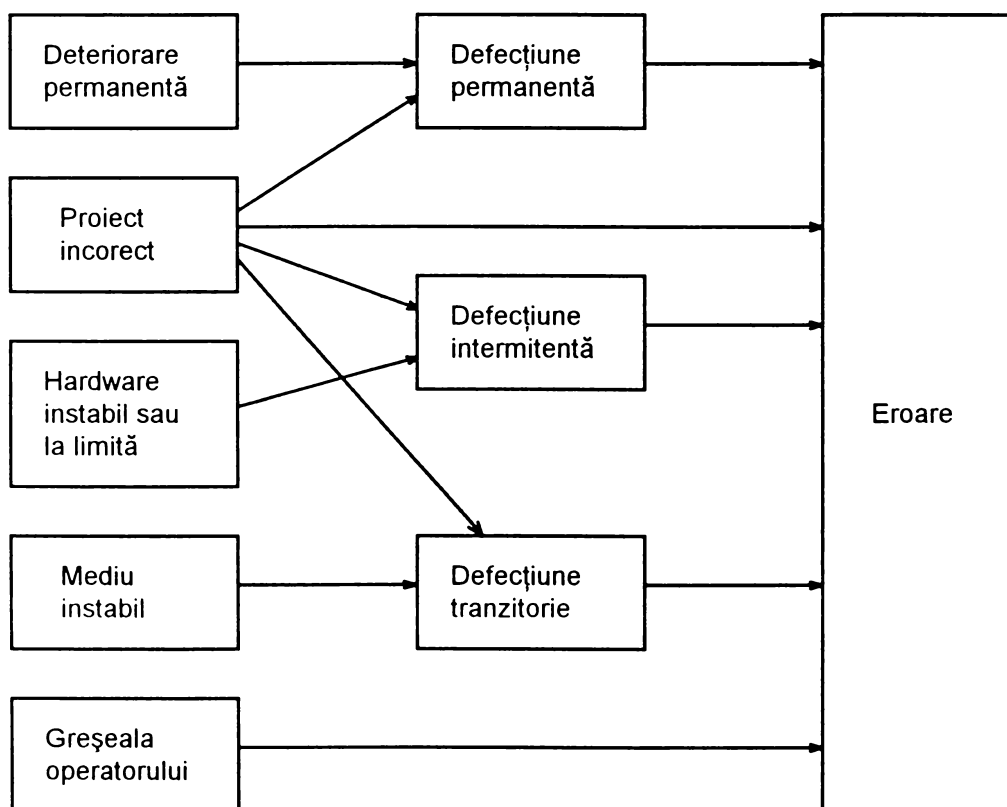 Deteriorare
permanentă
Defecțiune
permanentă
Proiect
incorect
Defecțiune
intermitentă
Hardware
instabil sau
la limită
Eroare
Mediu
instabil
Defecțiune
tranzitorie
Greșeala
operatorului